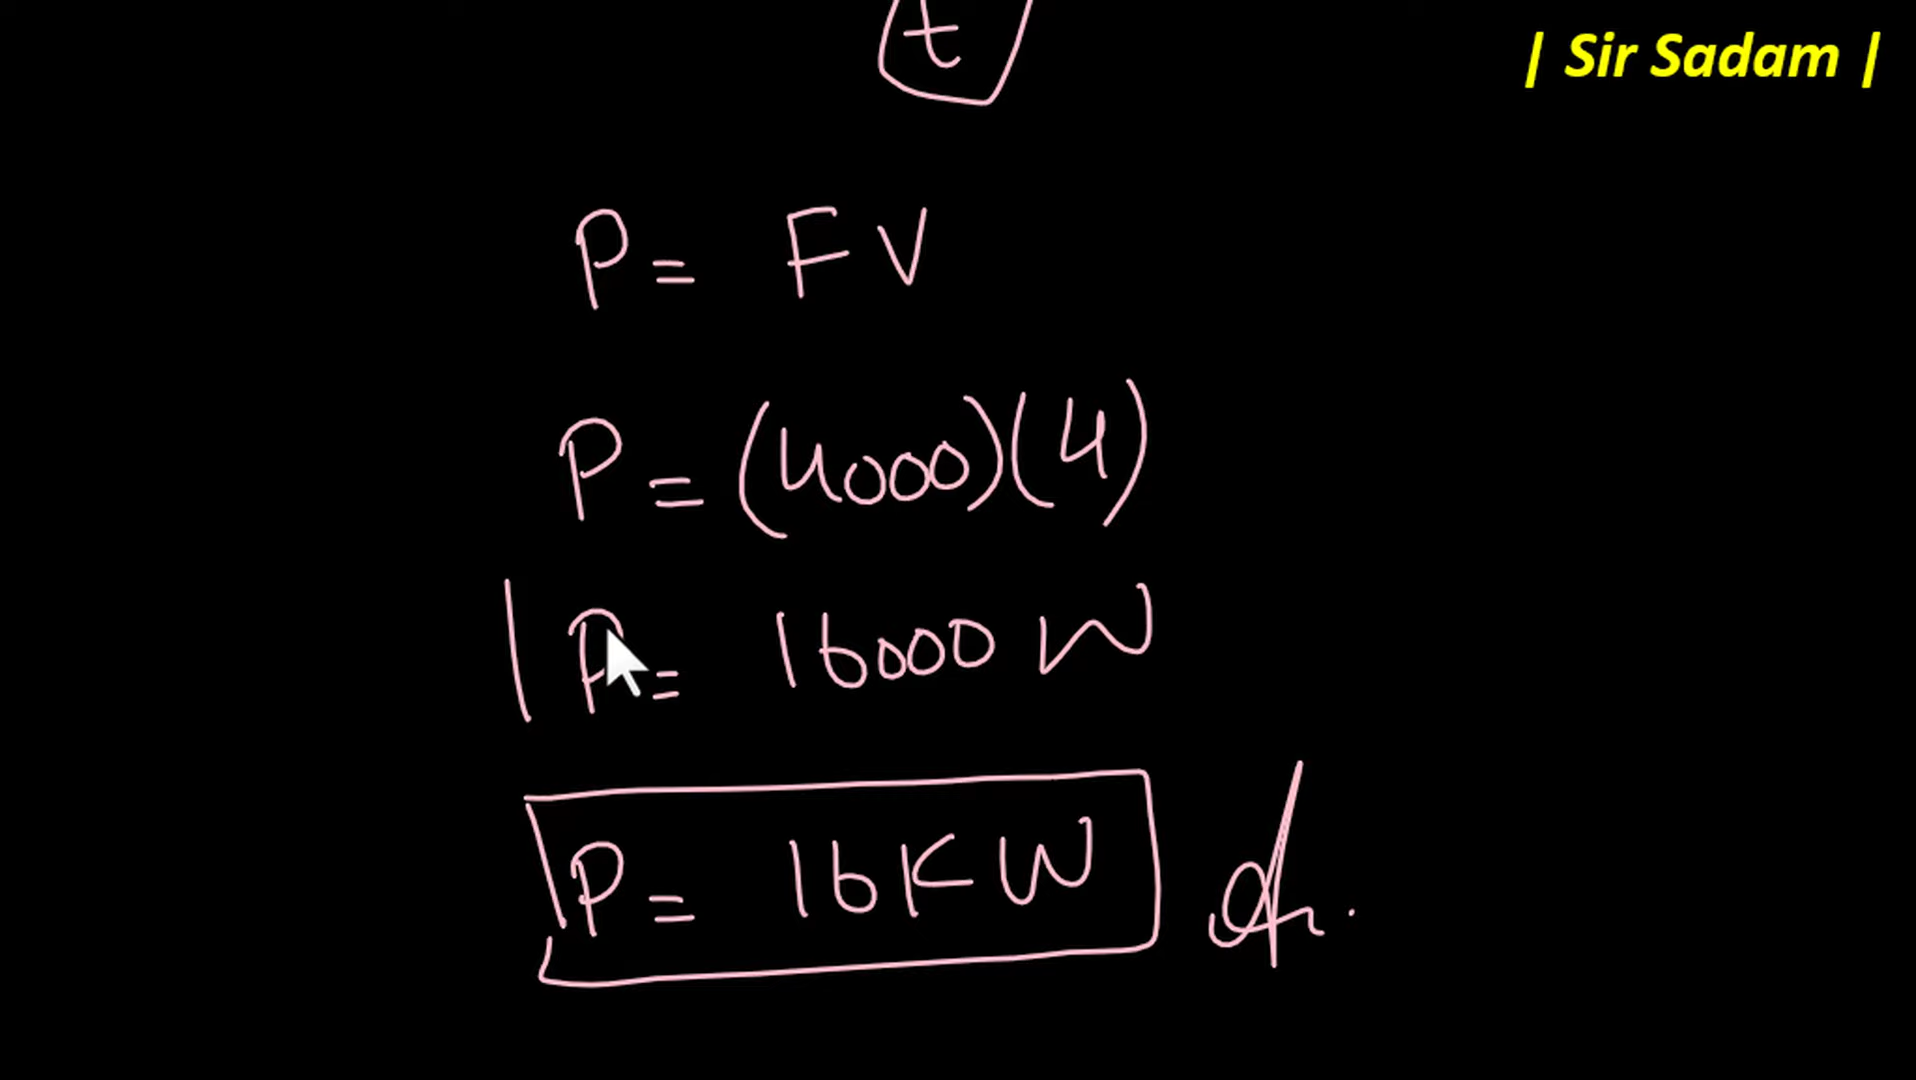 t
| Sir Sadam |
P = FV
P = (4000)(4)
P = 16000 W
P = 16KW